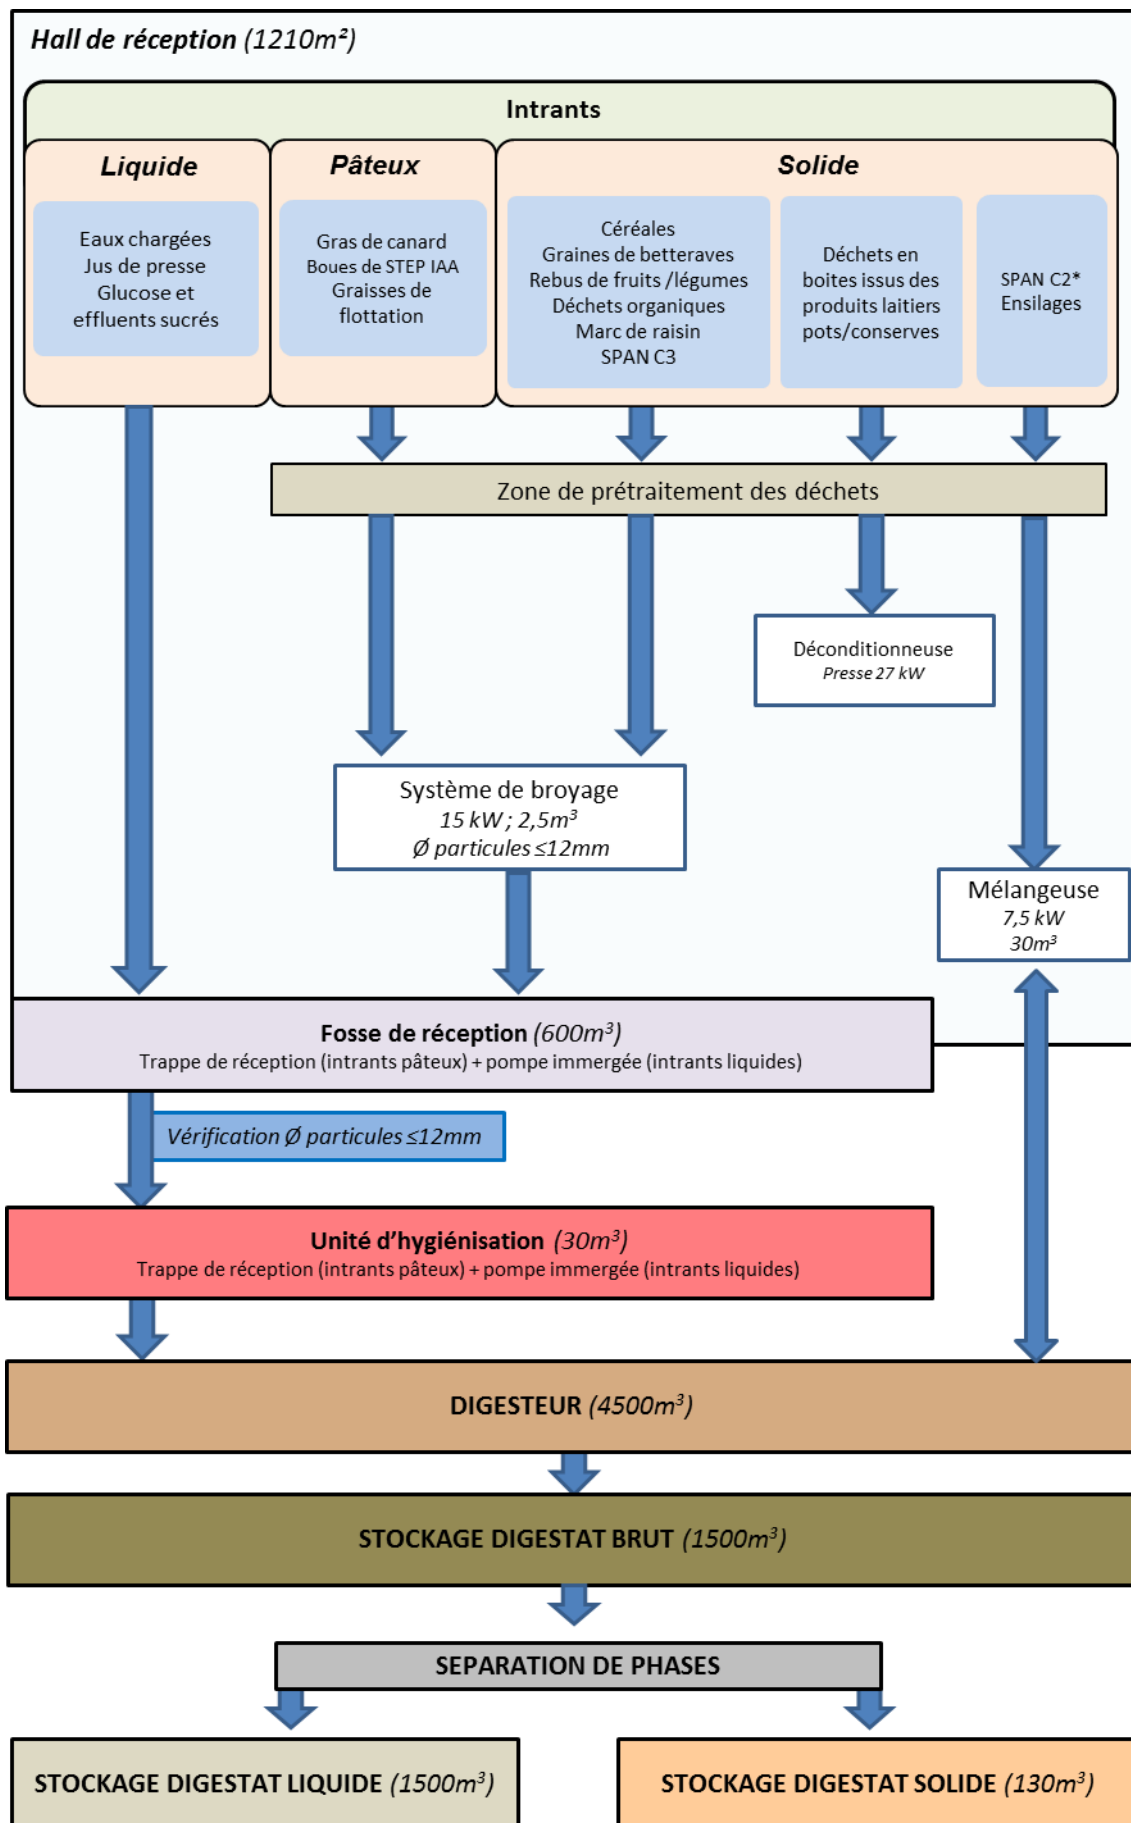 Hall de réception (1210m²)
Intrants
Liquide
Eaux chargées
Jus de presse
Glucose et
effluents sucrés
Pâteux
Gras de canard
Boues de STEP IAA
Graisses de
flottation
Solide
Céréales
Graines de betteraves
Rebus de fruits /légumes
Déchets organiques
Marc de raisin
SPAN C3
Déchets en
boites issus des
produits laitiers
pots/conserves
SPAN C2*
Ensilages
Zone de prétraitement des déchets
Déconditionneuse
Presse 27 kW
Système de broyage
15 kW ; 2,5m³
Ø particules ≤12mm
Mélangeuse
7,5 kW
30m³
Fosse de réception (600m³)
Trappe de réception (intrants pâteux) + pompe immergée (intrants liquides)
Vérification Ø particules ≤12mm
Unité d’hygiénisation (30m³)
Trappe de réception (intrants pâteux) + pompe immergée (intrants liquides)
DIGESTEUR (4500m³)
STOCKAGE DIGESTAT BRUT (1500m³)
SEPARATION DE PHASES
STOCKAGE DIGESTAT LIQUIDE (1500m³)
STOCKAGE DIGESTAT SOLIDE (130m³)